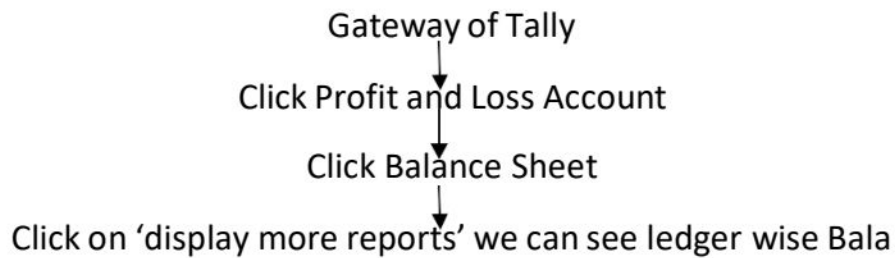 Gateway of Tally
Click Profit and Loss Account
Click Balance Sheet
Click on ‘display more reports’ we can see ledger wise Bala